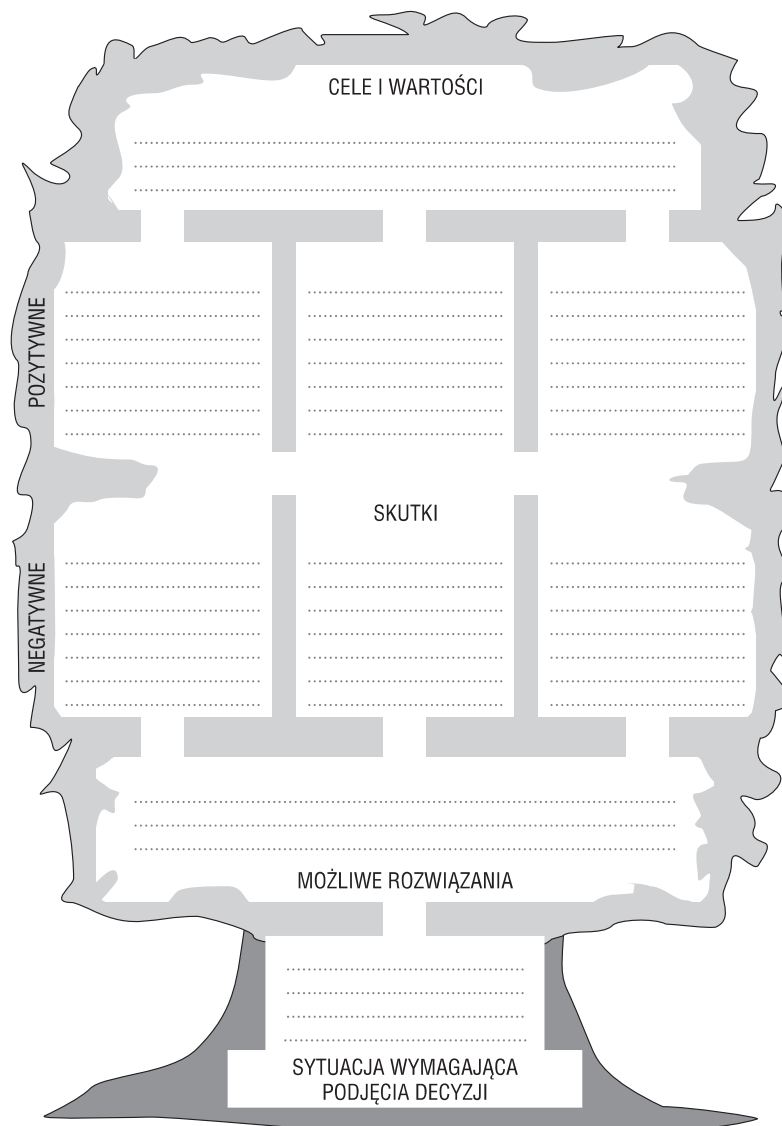 CELE I WARTOŚCI
POZYTYWNE
SKUTKI
NEGATYWNE
MOŻLIWE ROZWIĄZANIA
SYTUACJA WYMAGAJĄCA
PODJĘCIA DECYZJI